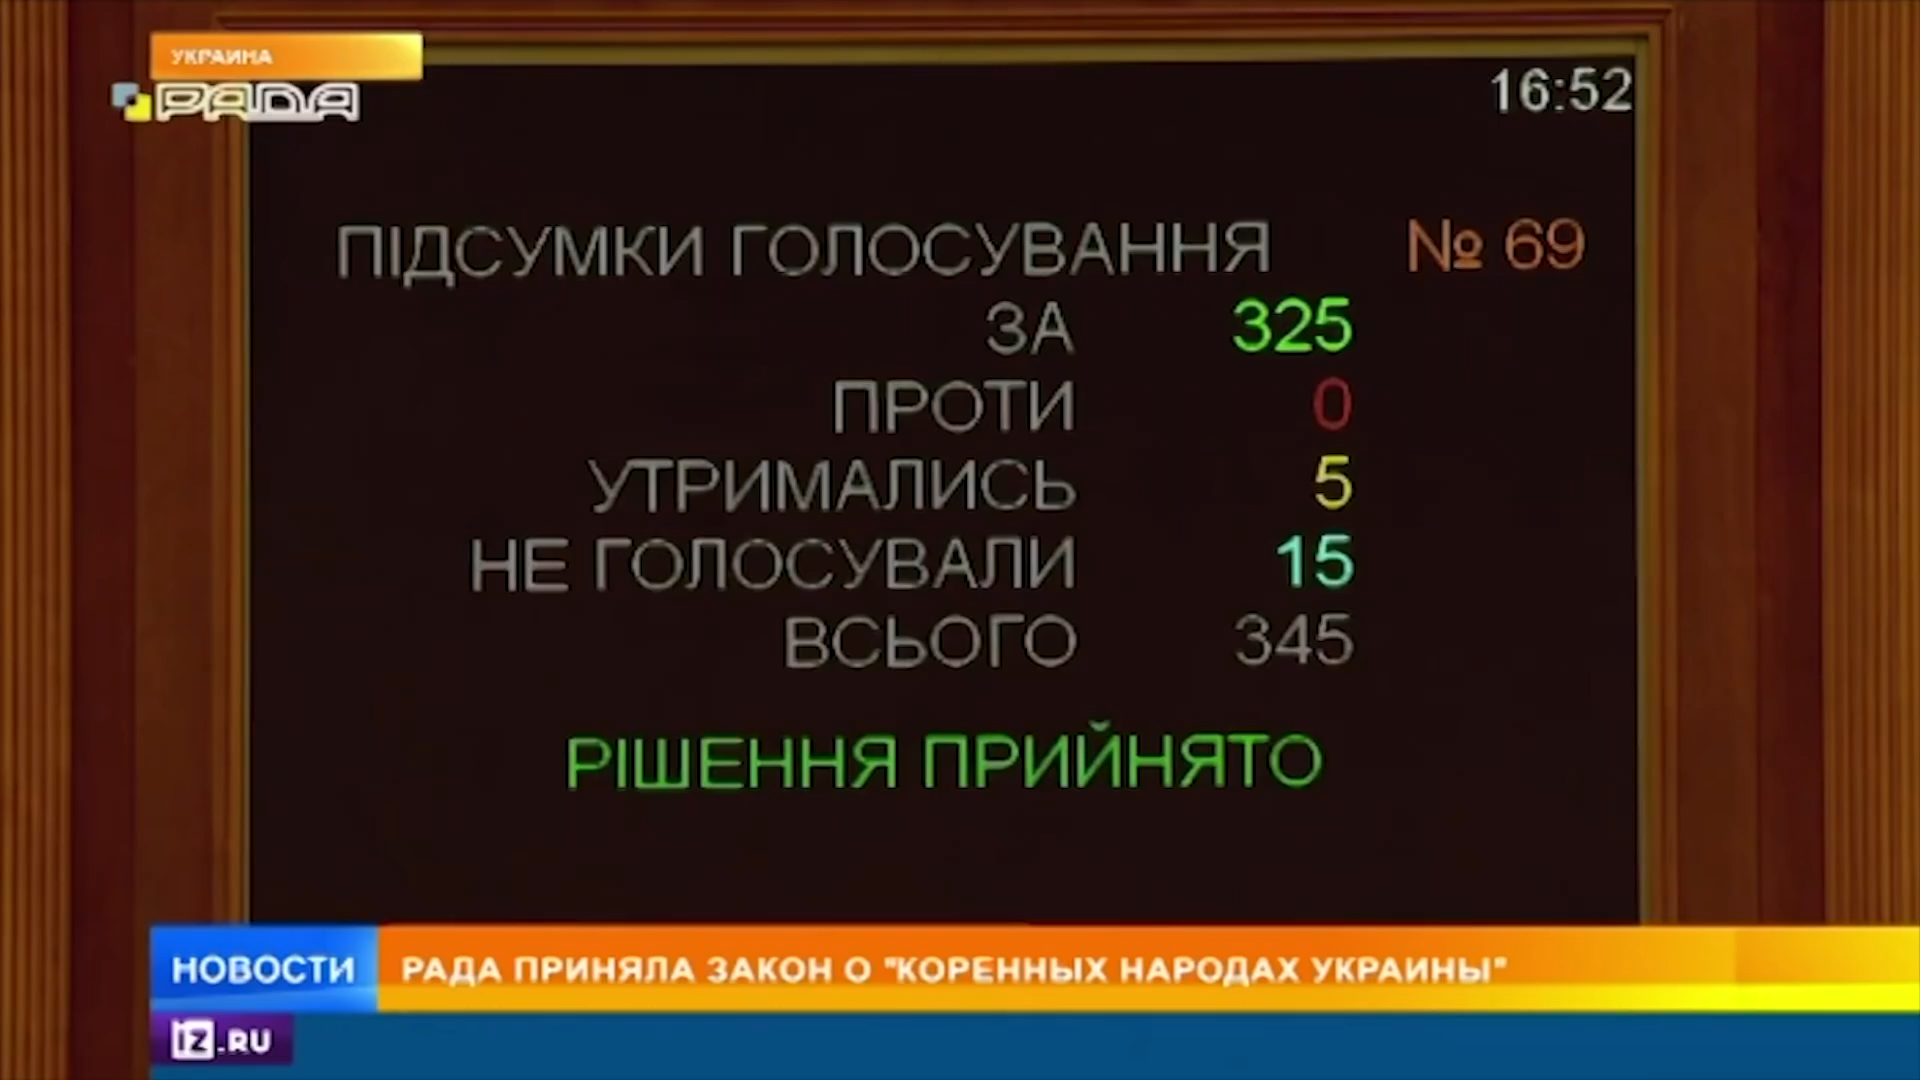 УКРАИНА
РАДА
16:52
ПІДСУМКИ ГОЛОСУВАННЯ № 69
ЗА 325
ПРОТИ 0
УТРИМАЛИСЬ 5
НЕ ГОЛОСУВАЛИ 15
ВСЬОГО 345
РІШЕННЯ ПРИЙНЯТО
НОВОСТИ РАДА ПРИНЯЛА ЗАКОН О "КОРЕННЫХ НАРОДАХ УКРАИНЫ"
IZ.RU